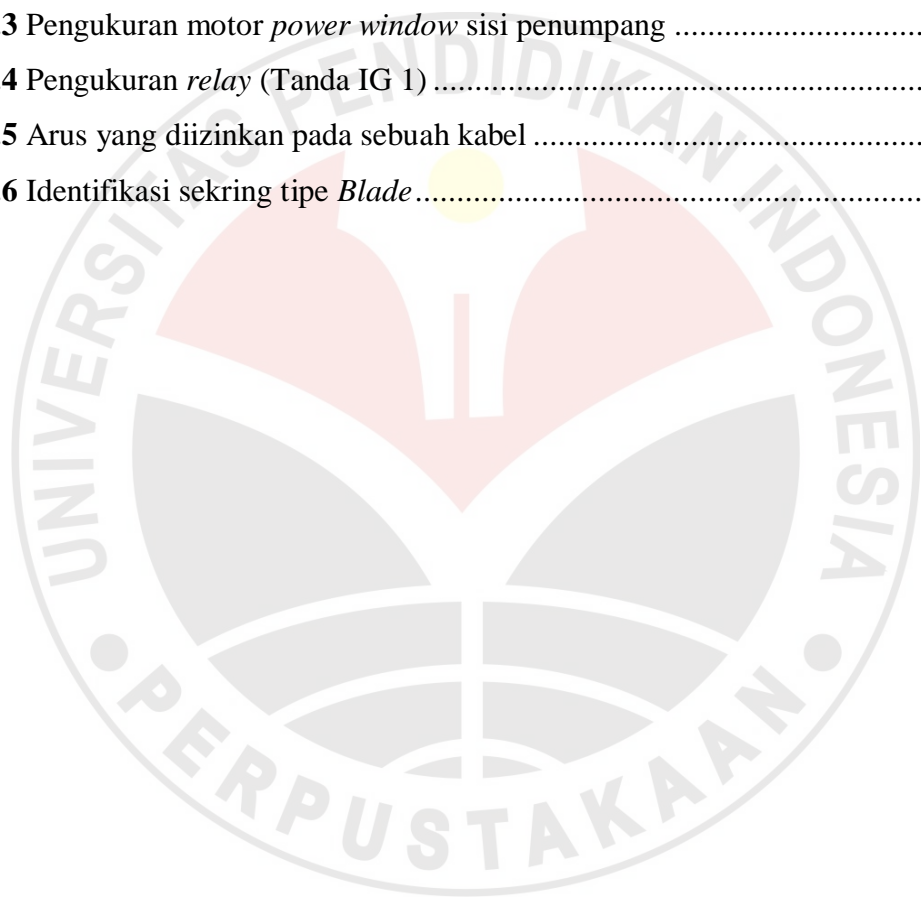 .3 Pengukuran motor power window sisi penumpang ..............................
.4 Pengukuran relay (Tanda IG 1) ...........................................................
.5 Arus yang diizinkan pada sebuah kabel ...............................................
.6 Identifikasi sekring tipe Blade .............................................................
UNIVERSITAS PENDIDIKAN INDONESIA
PERPUSTAKAAN